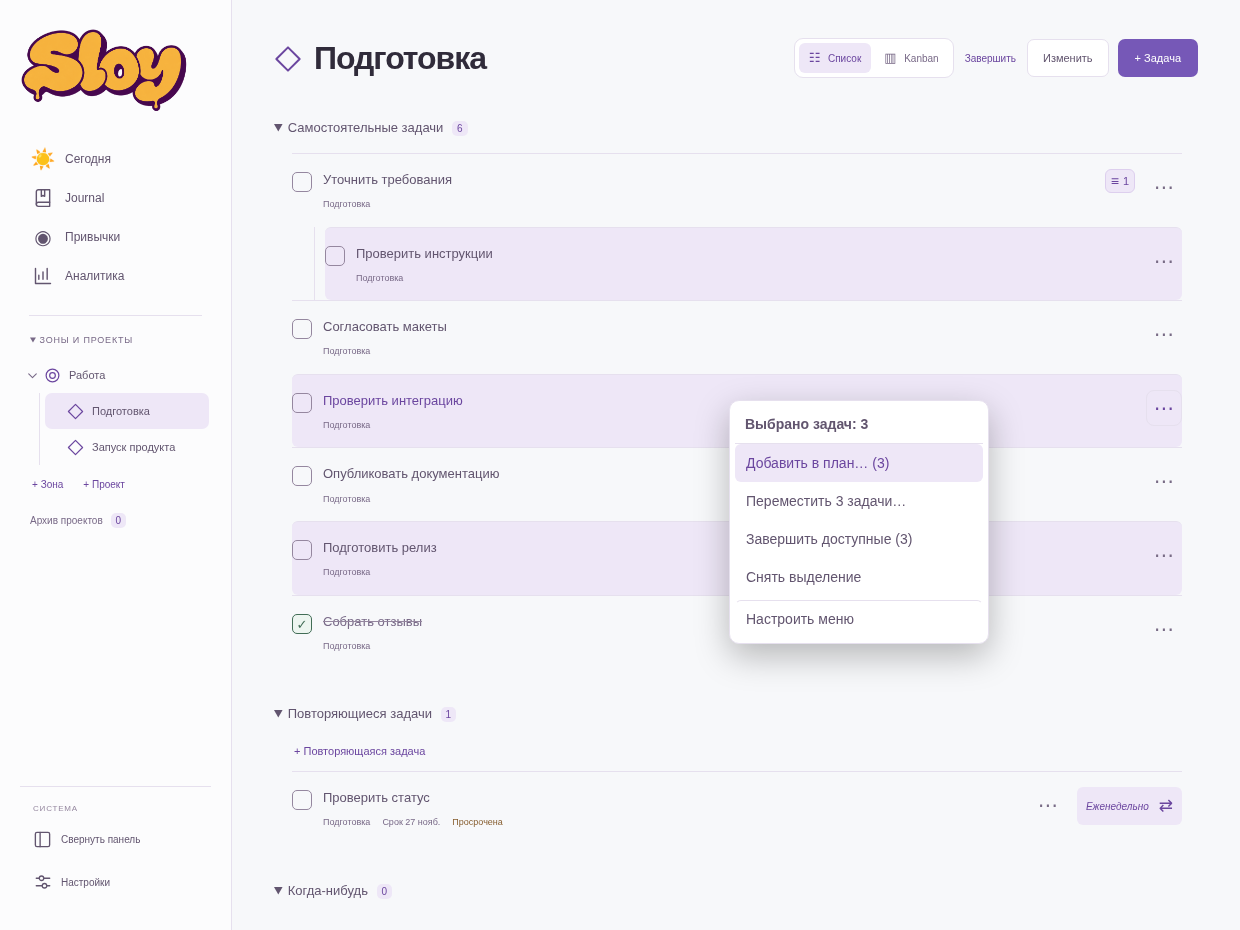 Sloy
Сегодня
Journal
Привычки
Аналитика
ЗОНЫ И ПРОЕКТЫ
Работа
Подготовка
Запуск продукта
+ Зона + Проект
Архив проектов 0
СИСТЕМА
Свернуть панель
Настройки
Подготовка
Список Kanban Завершить Изменить + Задача
Самостоятельные задачи 6
Уточнить требования 1
Подготовка
Проверить инструкции
Подготовка
Согласовать макеты
Подготовка
Проверить интеграцию
Подготовка
Опубликовать документацию
Подготовка
Подготовить релиз
Подготовка
Собрать отзывы
Подготовка
Выбрано задач: 3
Добавить в план… (3)
Переместить 3 задачи…
Завершить доступные (3)
Снять выделение
Настроить меню
Повторяющиеся задачи 1
+ Повторяющаяся задача
Проверить статус
Подготовка Срок 27 нояб. Просрочена
Еженедельно
Когда-нибудь 0